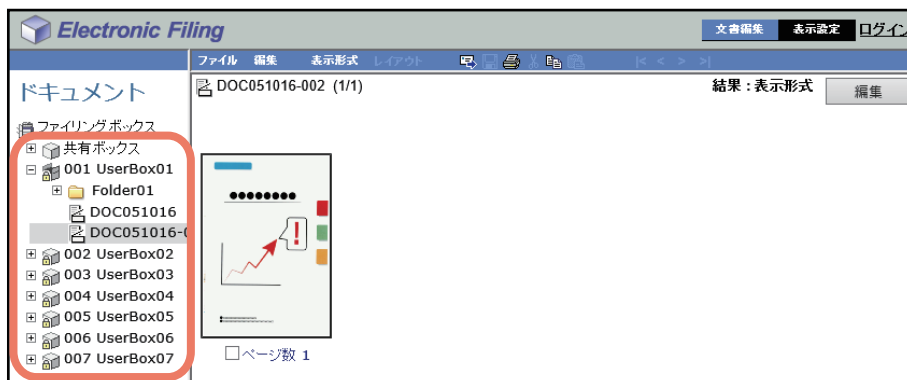 Electronic Filing
文書編集 表示設定 ログイン
ファイル 編集 表示形式 レイアウト |< < > >|
ドキュメント
DOC051016-002 (1/1)
結果 : 表示形式 編集
ファイリングボックス
共有ボックス
001 UserBox01
Folder01
DOC051016
DOC051016-0
002 UserBox02
003 UserBox03
004 UserBox04
005 UserBox05
006 UserBox06
007 UserBox07
!
ページ数 1